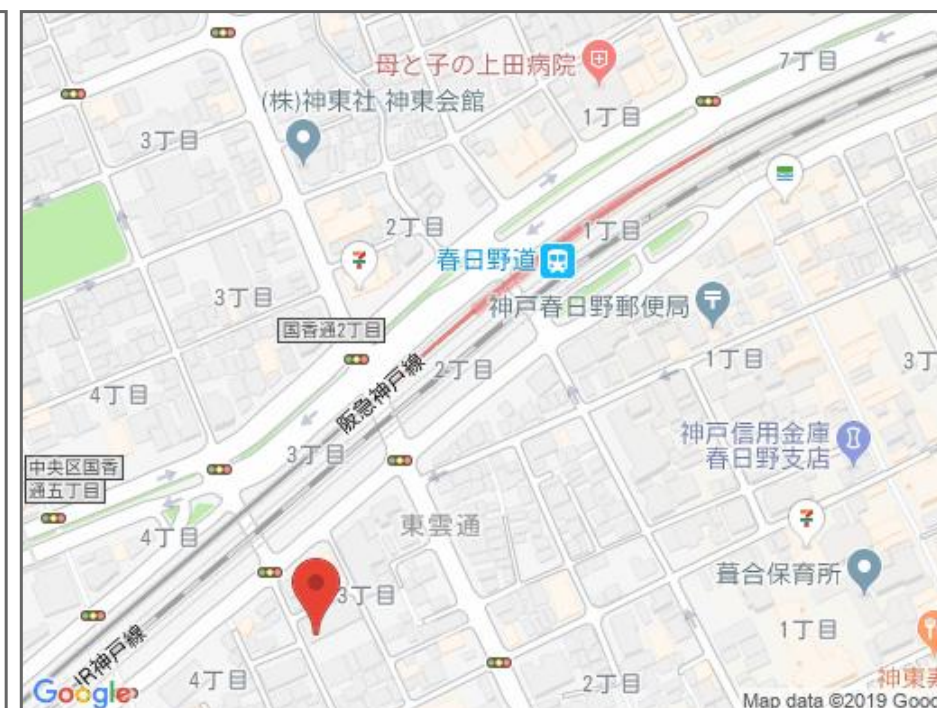 母と子の上田病院
7丁目
(株)神東社 神東会館
1丁目
3丁目
2丁目
1丁目
春日野道
3丁目
神戸春日野郵便局
国香通2丁目
1丁目
3丁
2丁目
阪急神戸線
4丁目
神戸信用金庫
春日野支店
3丁目
中央区国香
通五丁目
東雲通
4丁目
葺合保育所
3丁目
1丁目
JR神戸線
4丁目
2丁目
神東
Google
Map data ©2019 Goog